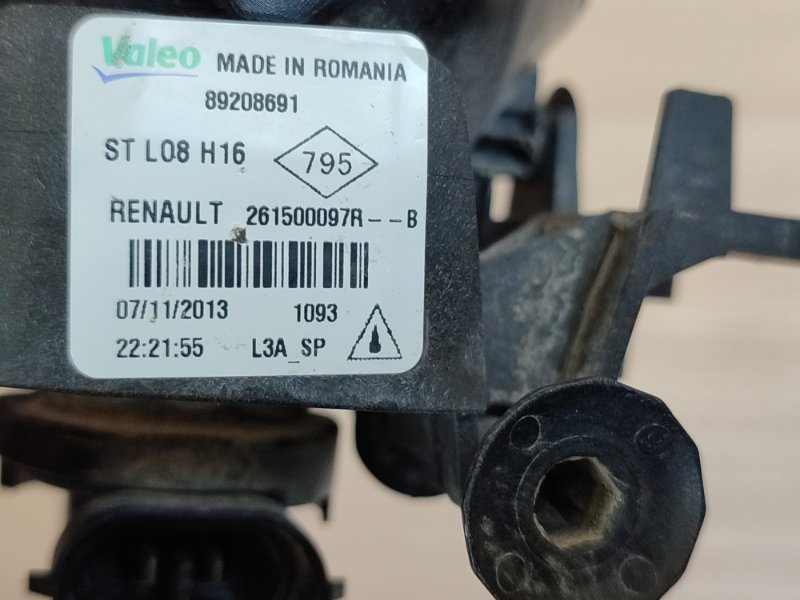 Valeo MADE IN ROMANIA
89208691
ST L08 H16 795
RENAULT 261500097R--B
07/11/2013 1093
22:21:55 L3A_SP